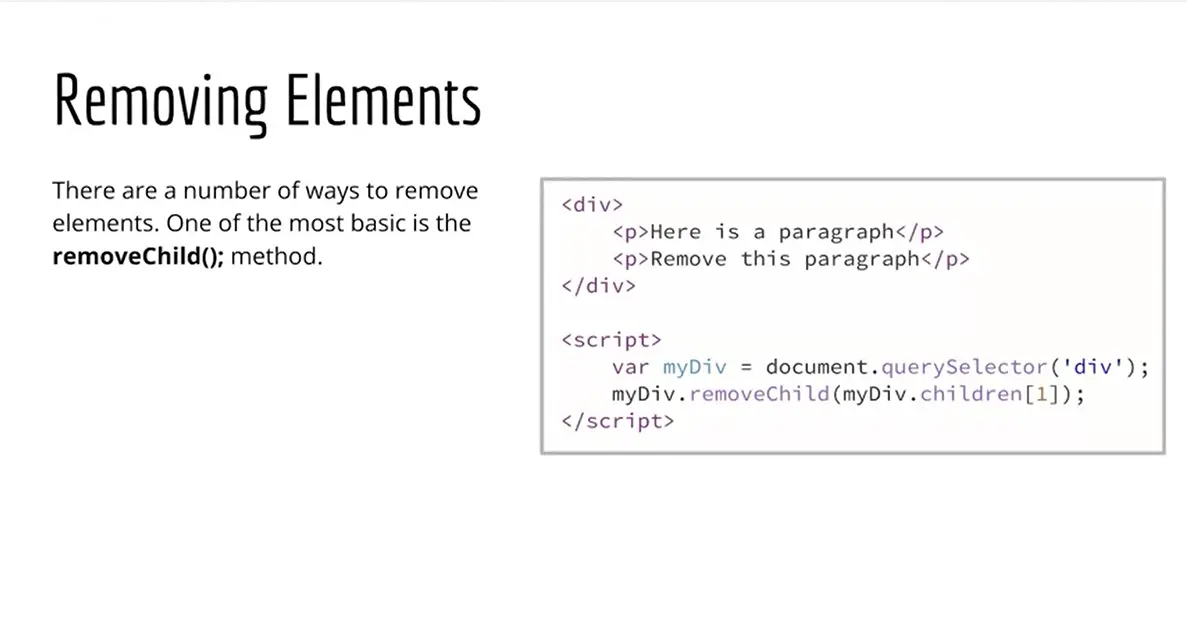 Removing Elements
There are a number of ways to remove
elements. One of the most basic is the
removeChild(); method.
<div>
    <p>Here is a paragraph</p>
    <p>Remove this paragraph</p>
</div>
<script>
    var myDiv = document.querySelector('div');
    myDiv.removeChild(myDiv.children[1]);
</script>